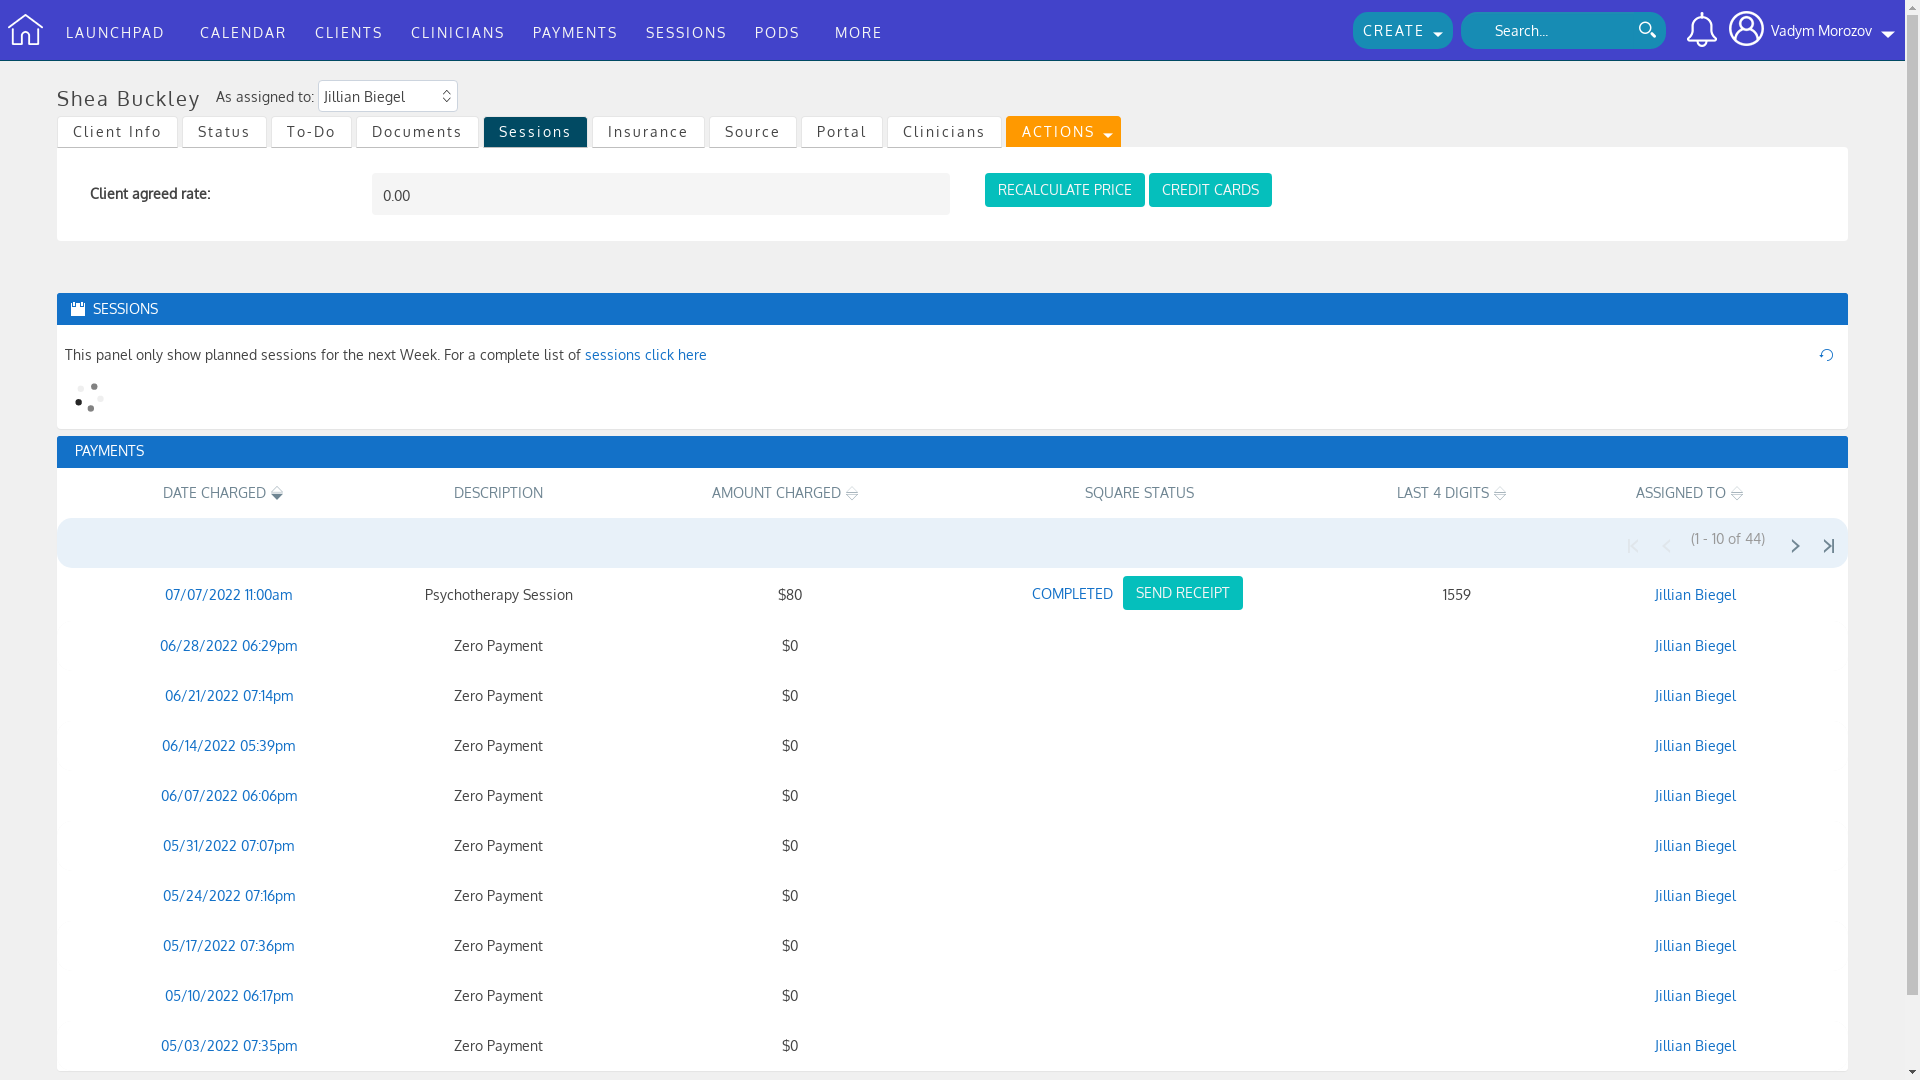 LAUNCHPAD CALENDAR CLIENTS CLINICIANS PAYMENTS SESSIONS PODS MORE CREATE Search... Vadym Morozov
Shea Buckley As assigned to: Jillian Biegel
Client Info Status To-Do Documents Sessions Insurance Source Portal Clinicians ACTIONS
Client agreed rate: 0.00 RECALCULATE PRICE CREDIT CARDS
SESSIONS
This panel only show planned sessions for the next Week. For a complete list of sessions click here
PAYMENTS
DATE CHARGED DESCRIPTION AMOUNT CHARGED SQUARE STATUS LAST 4 DIGITS ASSIGNED TO
(1 - 10 of 44)
07/07/2022 11:00am Psychotherapy Session $80 COMPLETED SEND RECEIPT 1559 Jillian Biegel
06/28/2022 06:29pm Zero Payment $0 Jillian Biegel
06/21/2022 07:14pm Zero Payment $0 Jillian Biegel
06/14/2022 05:39pm Zero Payment $0 Jillian Biegel
06/07/2022 06:06pm Zero Payment $0 Jillian Biegel
05/31/2022 07:07pm Zero Payment $0 Jillian Biegel
05/24/2022 07:16pm Zero Payment $0 Jillian Biegel
05/17/2022 07:36pm Zero Payment $0 Jillian Biegel
05/10/2022 06:17pm Zero Payment $0 Jillian Biegel
05/03/2022 07:35pm Zero Payment $0 Jillian Biegel